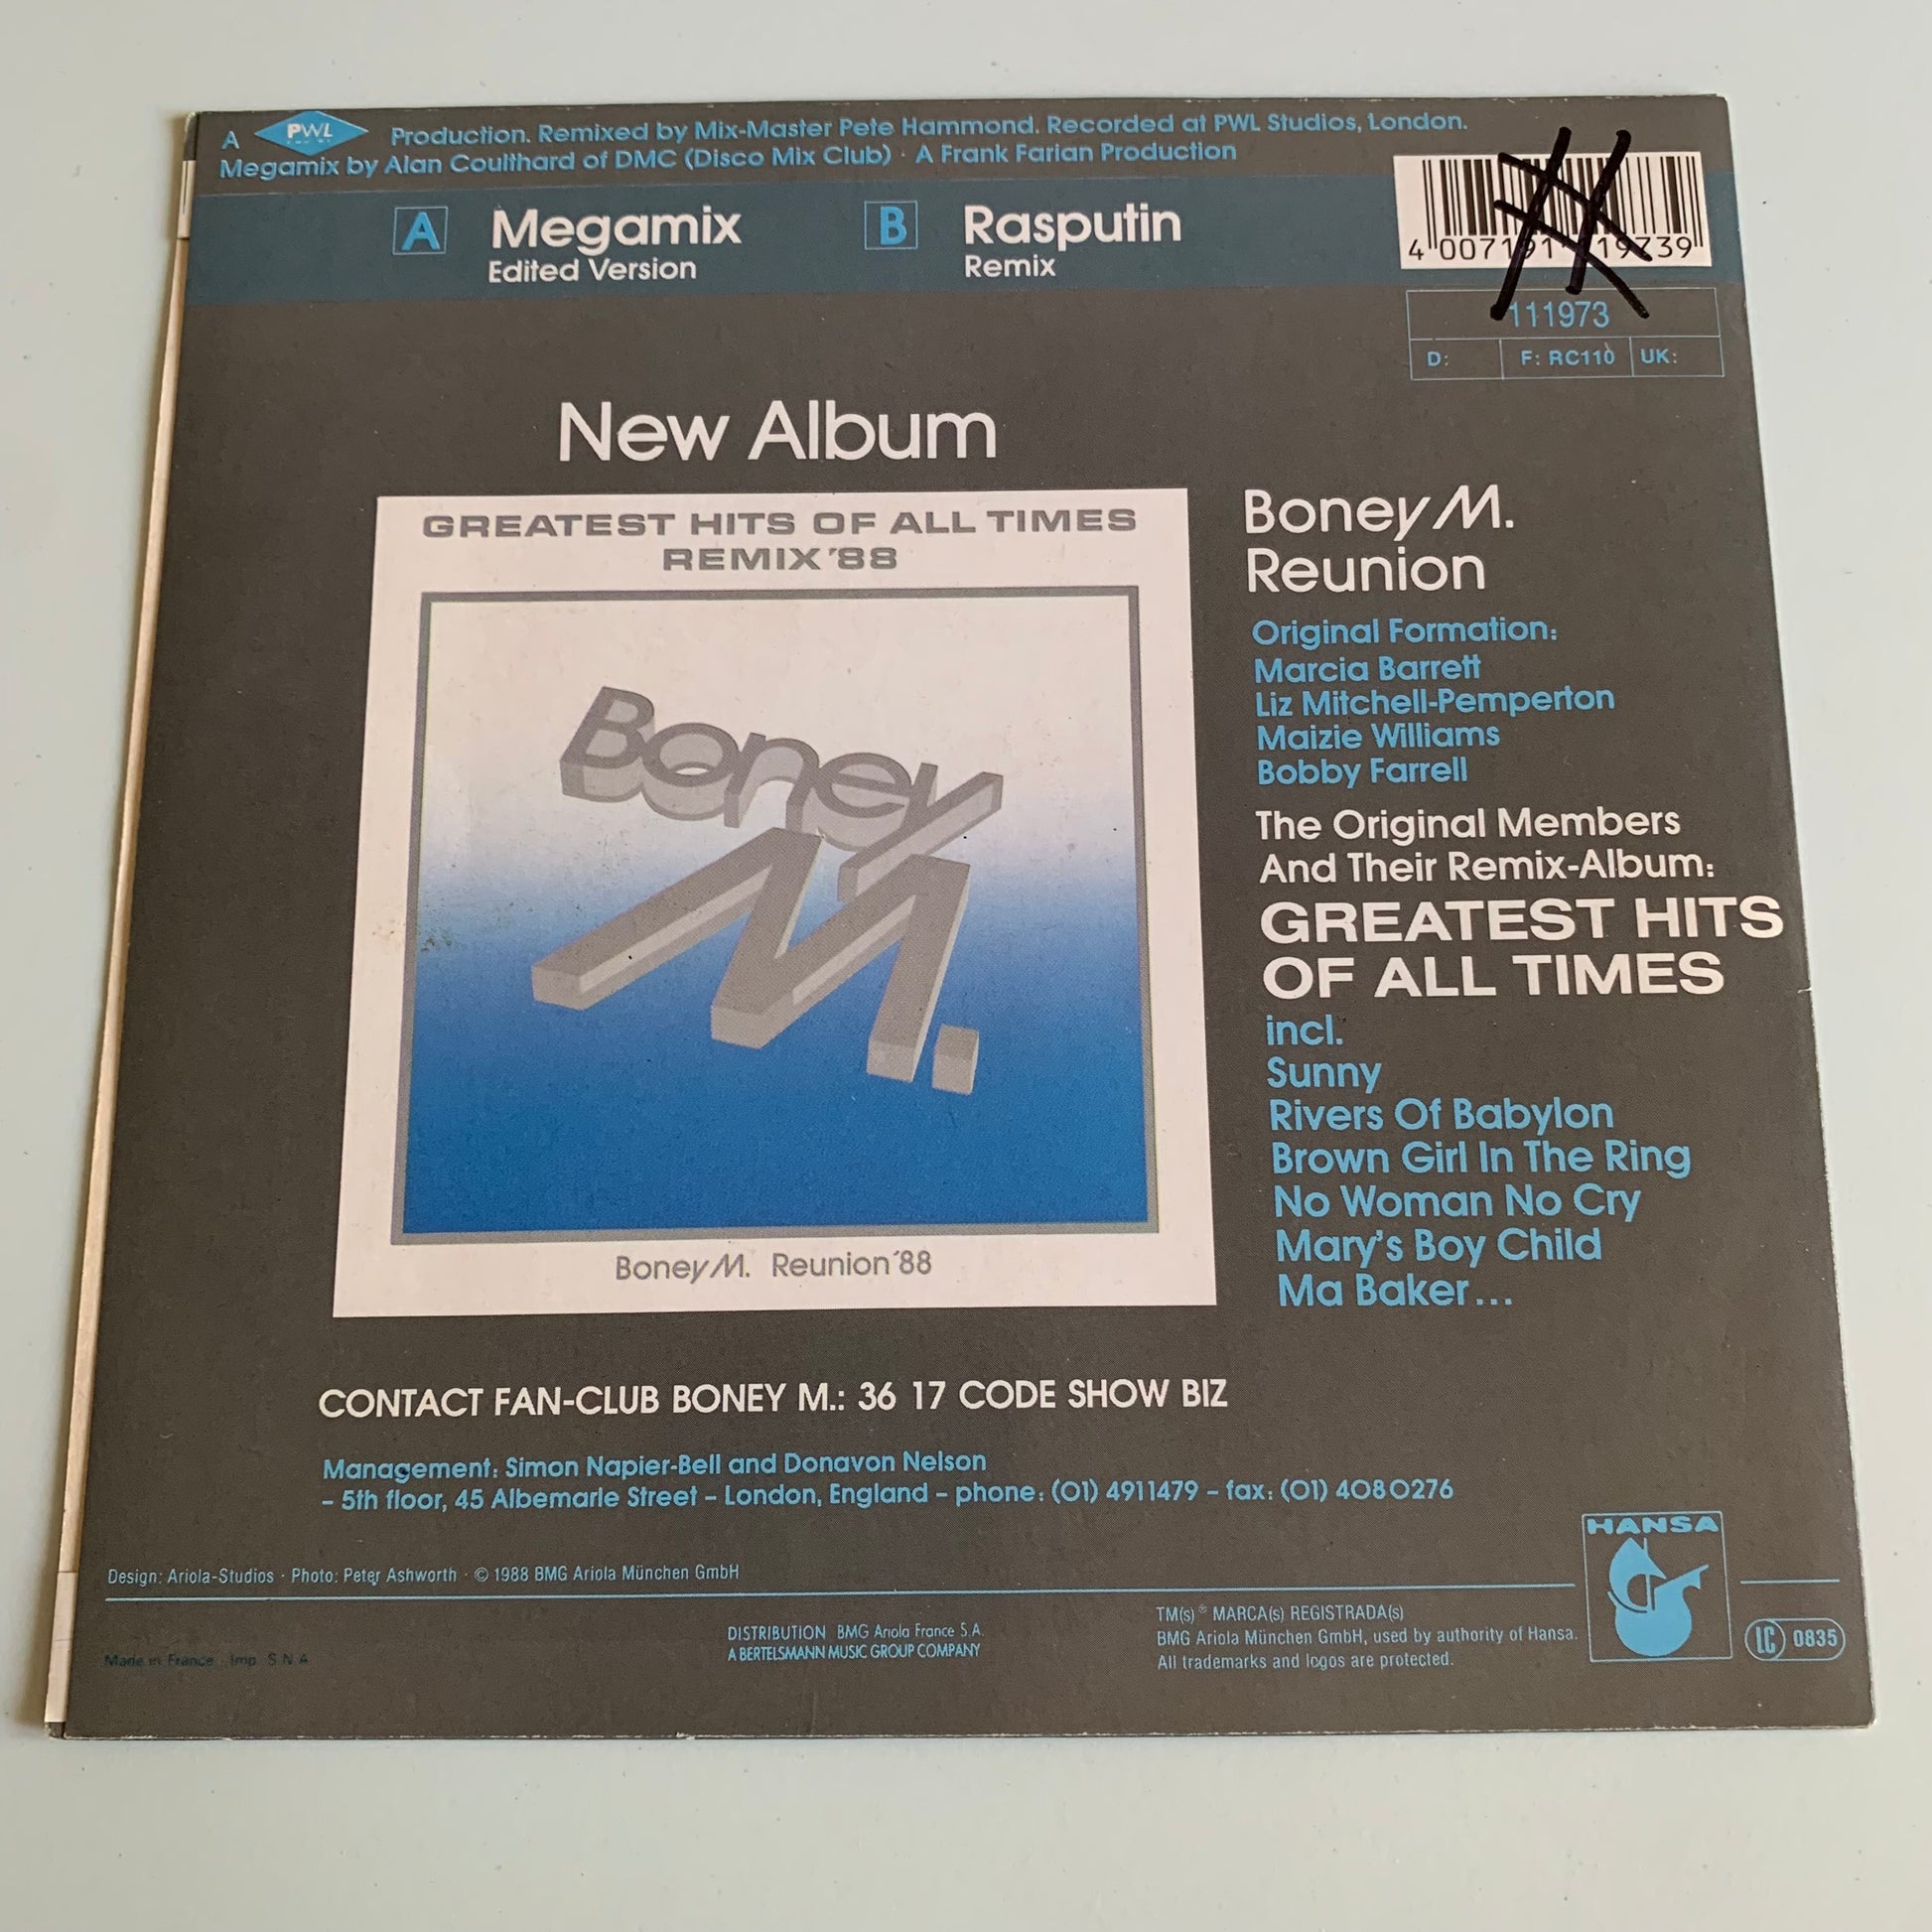 A PWL Production. Remixed by Mix-Master Pete Hammond. Recorded at PWL Studios, London.
Megamix by Alan Coulthard of DMC (Disco Mix Club) · A Frank Farian Production
A Megamix
Edited Version
B Rasputin
Remix
111973
D: F: RC110 UK:
New Album
GREATEST HITS OF ALL TIMES
REMIX '88
Boney M.
Boney M. Reunion '88
Boney M.
Reunion
Original Formation:
Marcia Barrett
Liz Mitchell-Pemperton
Maizie Williams
Bobby Farrell
The Original Members
And Their Remix-Album:
GREATEST HITS
OF ALL TIMES
incl.
Sunny
Rivers Of Babylon
Brown Girl In The Ring
No Woman No Cry
Mary's Boy Child
Ma Baker...
CONTACT FAN-CLUB BONEY M.: 36 17 CODE SHOW BIZ
Management: Simon Napier-Bell and Donavon Nelson
– 5th floor, 45 Albemarle Street – London, England – phone: (01) 4911479 – fax: (01) 4080276
Design: Ariola-Studios · Photo: Peter Ashworth · © 1988 BMG Ariola München GmbH
Made in France Imp. S.N.A.
DISTRIBUTION BMG Ariola France S.A.
A BERTELSMANN MUSIC GROUP COMPANY
TM(s) ® MARCA(s) REGISTRADA(s)
BMG Ariola München GmbH, used by authority of Hansa.
All trademarks and logos are protected.
HANSA
LC 0835